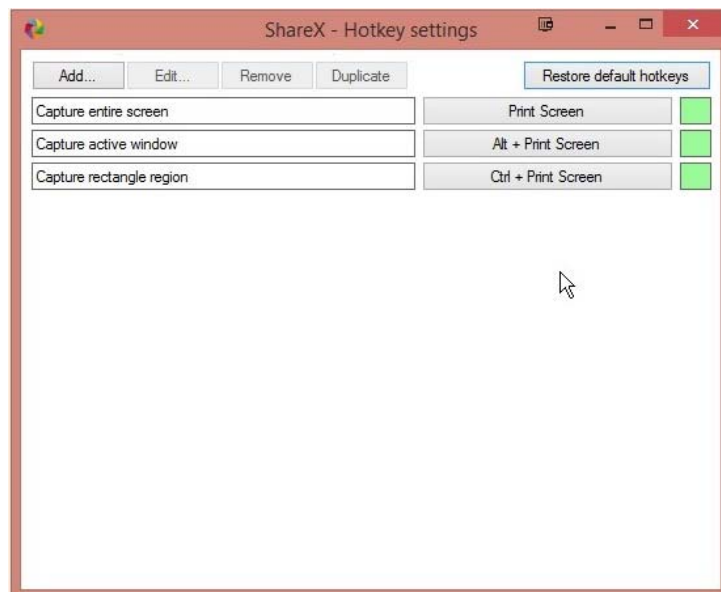 ShareX - Hotkey settings
Add... Edit... Remove Duplicate Restore default hotkeys
Capture entire screen Print Screen
Capture active window Alt + Print Screen
Capture rectangle region Ctrl + Print Screen